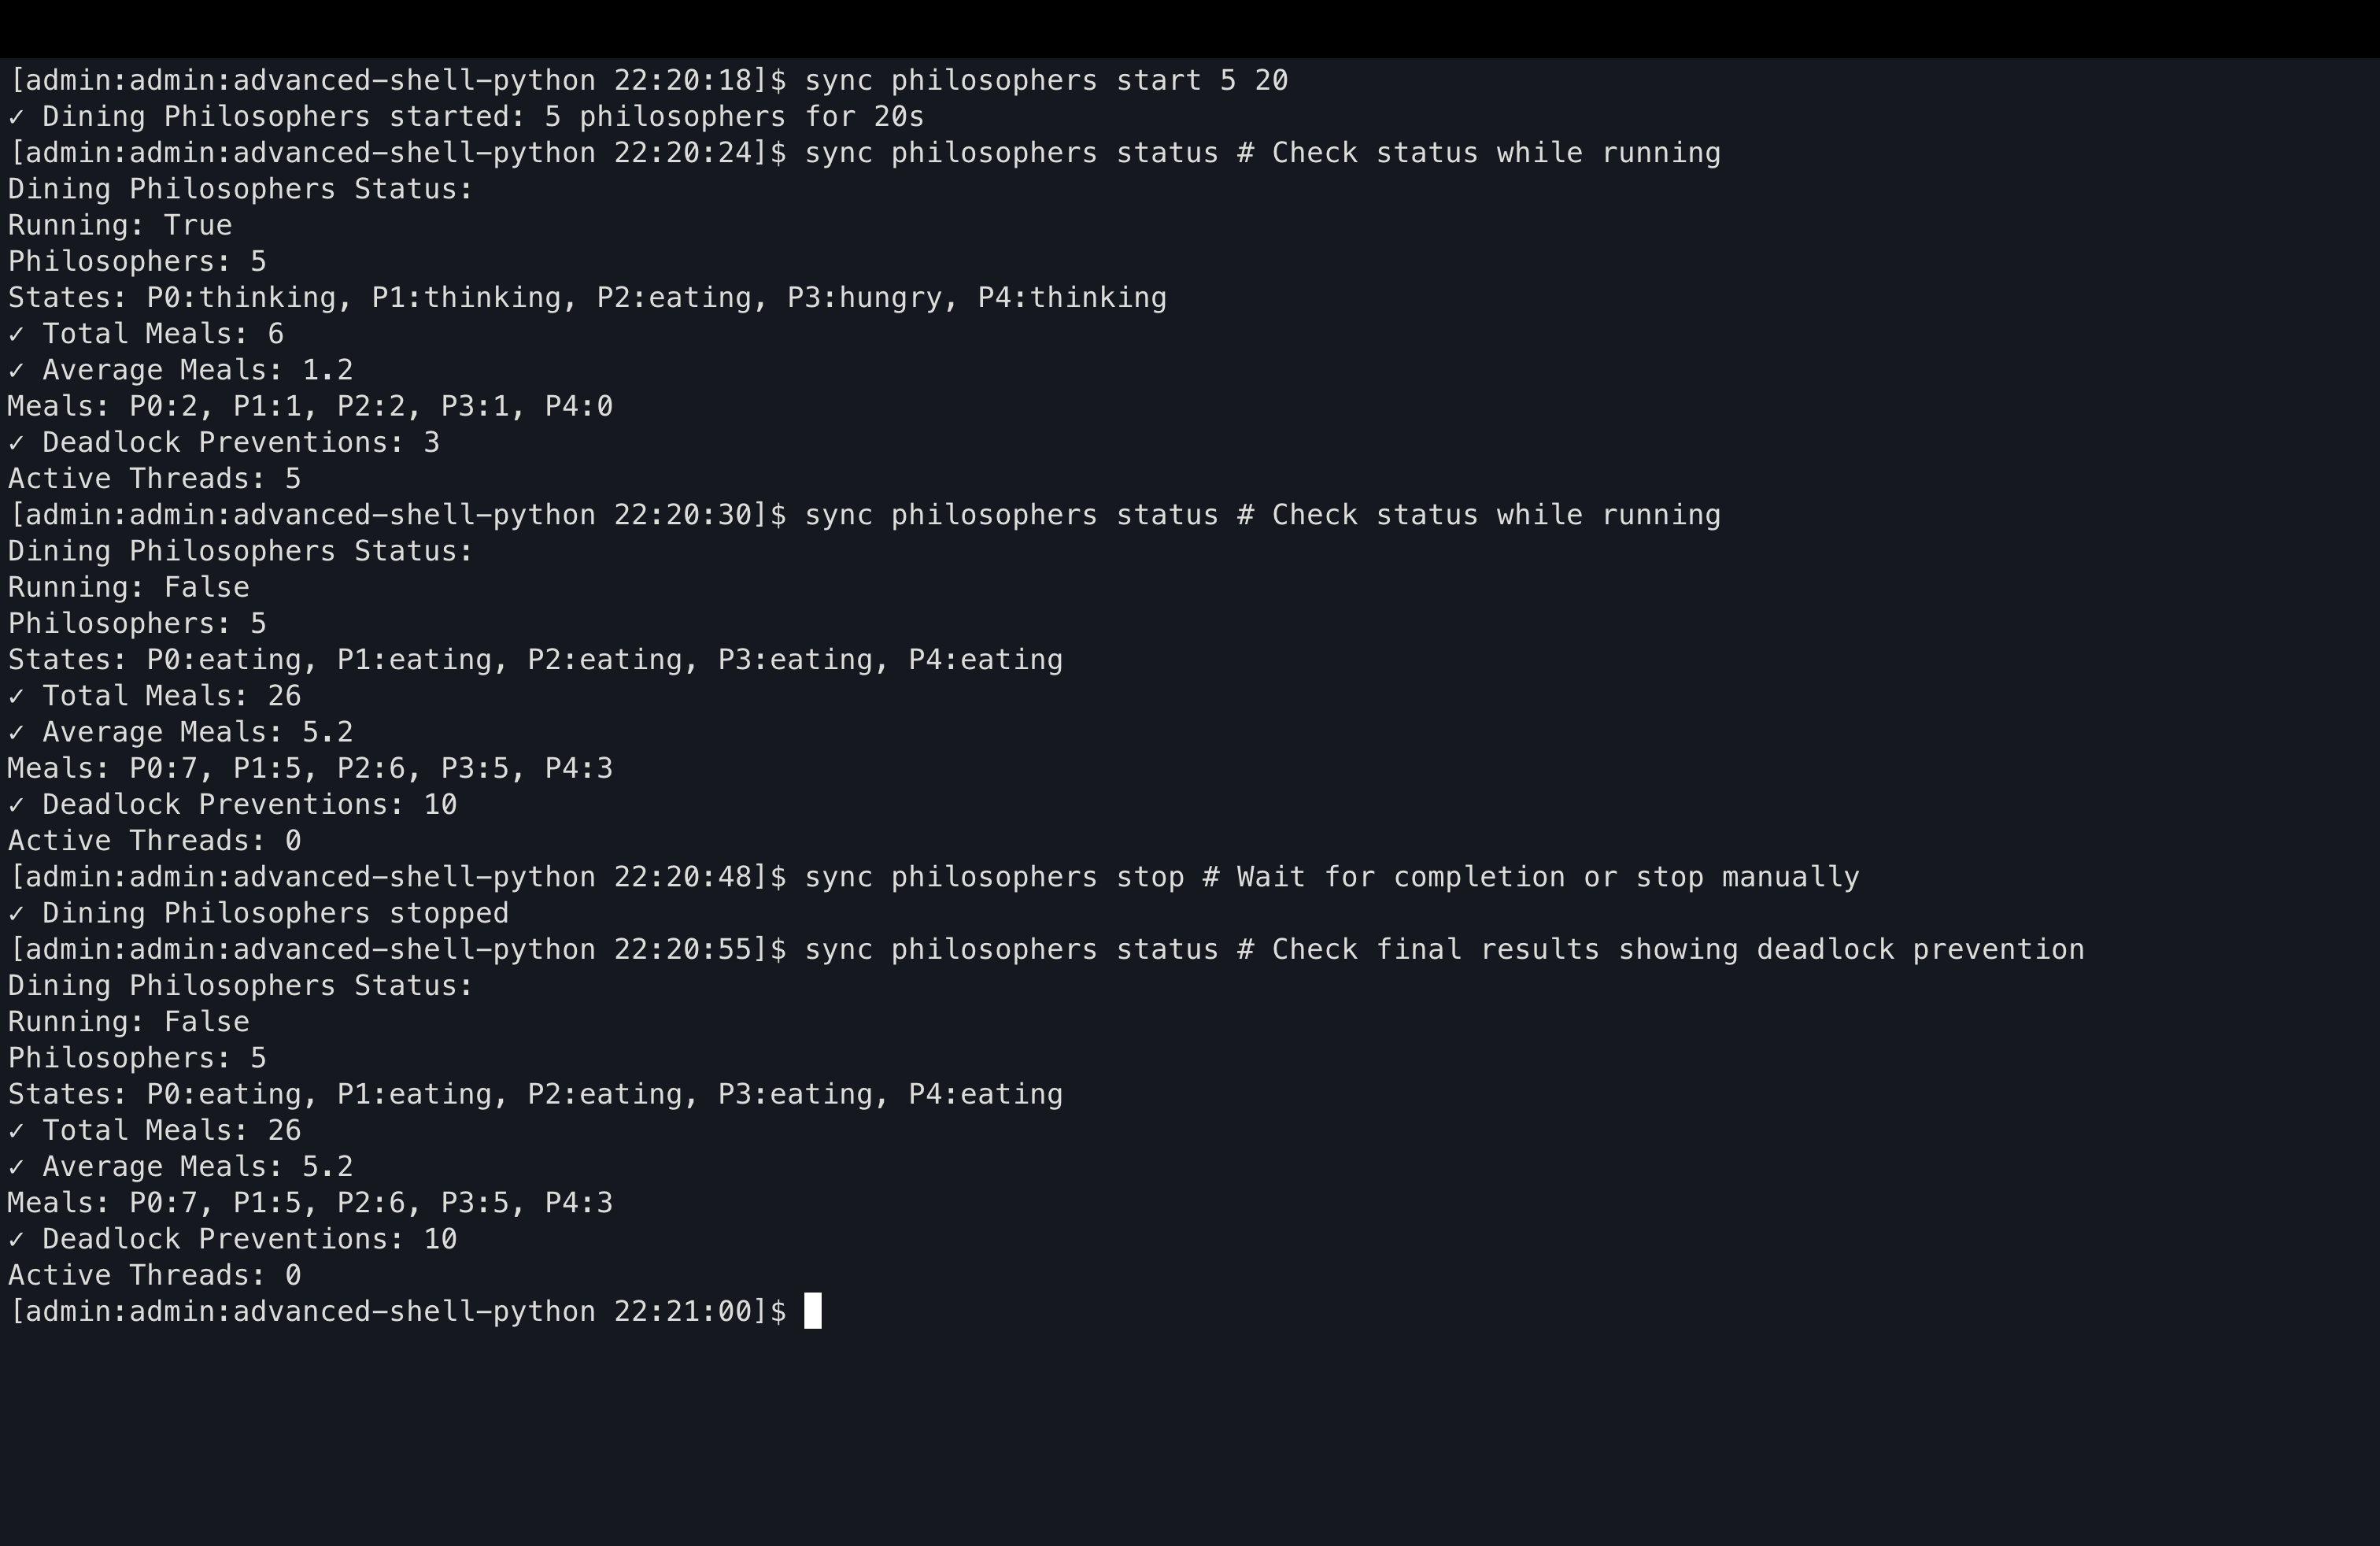 [admin:admin:advanced-shell-python 22:20:18]$ sync philosophers start 5 20
✓ Dining Philosophers started: 5 philosophers for 20s
[admin:admin:advanced-shell-python 22:20:24]$ sync philosophers status # Check status while running
Dining Philosophers Status:
Running: True
Philosophers: 5
States: P0:thinking, P1:thinking, P2:eating, P3:hungry, P4:thinking
✓ Total Meals: 6
✓ Average Meals: 1.2
Meals: P0:2, P1:1, P2:2, P3:1, P4:0
✓ Deadlock Preventions: 3
Active Threads: 5
[admin:admin:advanced-shell-python 22:20:30]$ sync philosophers status # Check status while running
Dining Philosophers Status:
Running: False
Philosophers: 5
States: P0:eating, P1:eating, P2:eating, P3:eating, P4:eating
✓ Total Meals: 26
✓ Average Meals: 5.2
Meals: P0:7, P1:5, P2:6, P3:5, P4:3
✓ Deadlock Preventions: 10
Active Threads: 0
[admin:admin:advanced-shell-python 22:20:48]$ sync philosophers stop # Wait for completion or stop manually
✓ Dining Philosophers stopped
[admin:admin:advanced-shell-python 22:20:55]$ sync philosophers status # Check final results showing deadlock prevention
Dining Philosophers Status:
Running: False
Philosophers: 5
States: P0:eating, P1:eating, P2:eating, P3:eating, P4:eating
✓ Total Meals: 26
✓ Average Meals: 5.2
Meals: P0:7, P1:5, P2:6, P3:5, P4:3
✓ Deadlock Preventions: 10
Active Threads: 0
[admin:admin:advanced-shell-python 22:21:00]$